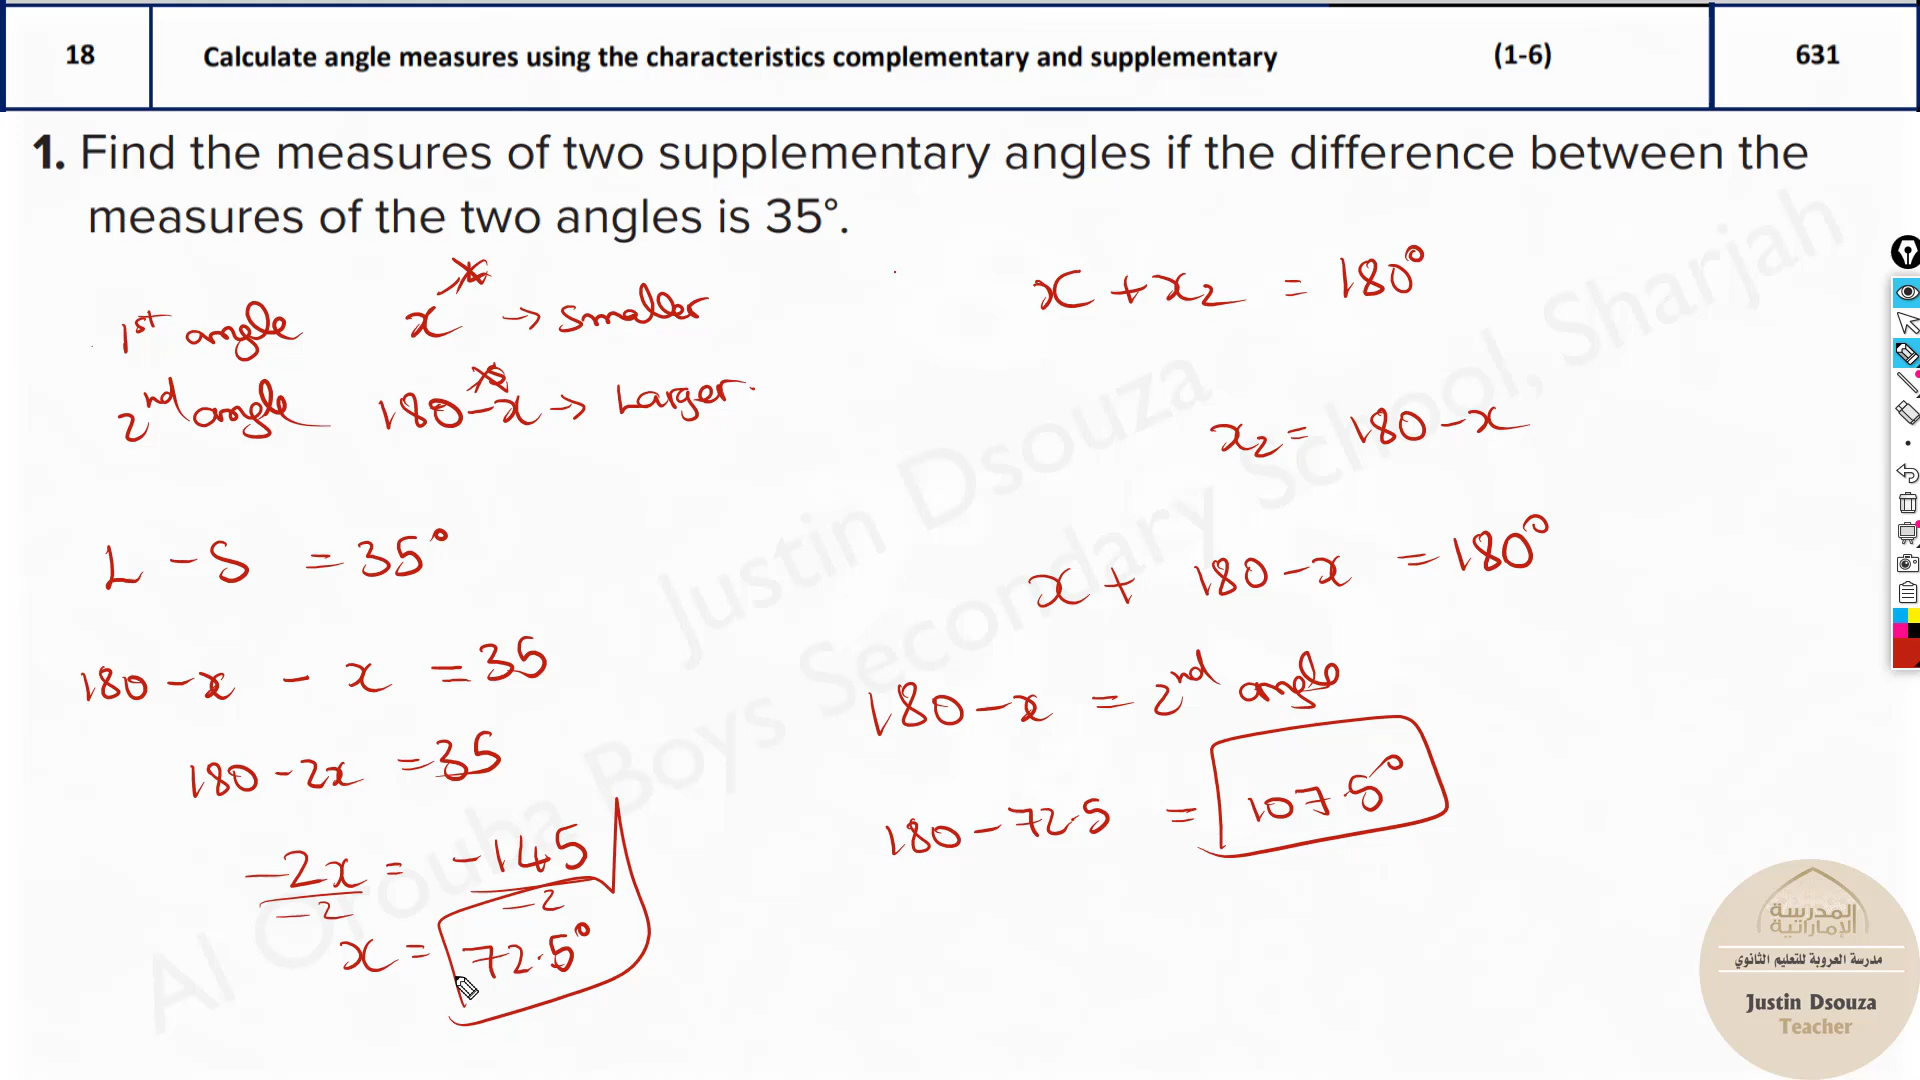 18 Calculate angle measures using the characteristics complementary and supplementary (1-6) 631
1. Find the measures of two supplementary angles if the difference between the
measures of the two angles is 35°.
1st angle x → smaller
2nd angle 180-x → Larger.
L - S = 35°
180-x - x = 35
180-2x = 35
-2x = -145
-2 -2
x = 72.5°
x + x2 = 180°
x2 = 180-x
x + 180-x = 180°
180-x = 2nd angle
180-72.5 = 107.5°
Justin Dsouza
Al Orouba Boys Secondary School, Sharjah
المدرسة
الإماراتية
مدرسة العروبة للتعليم الثانوي
Justin Dsouza
Teacher